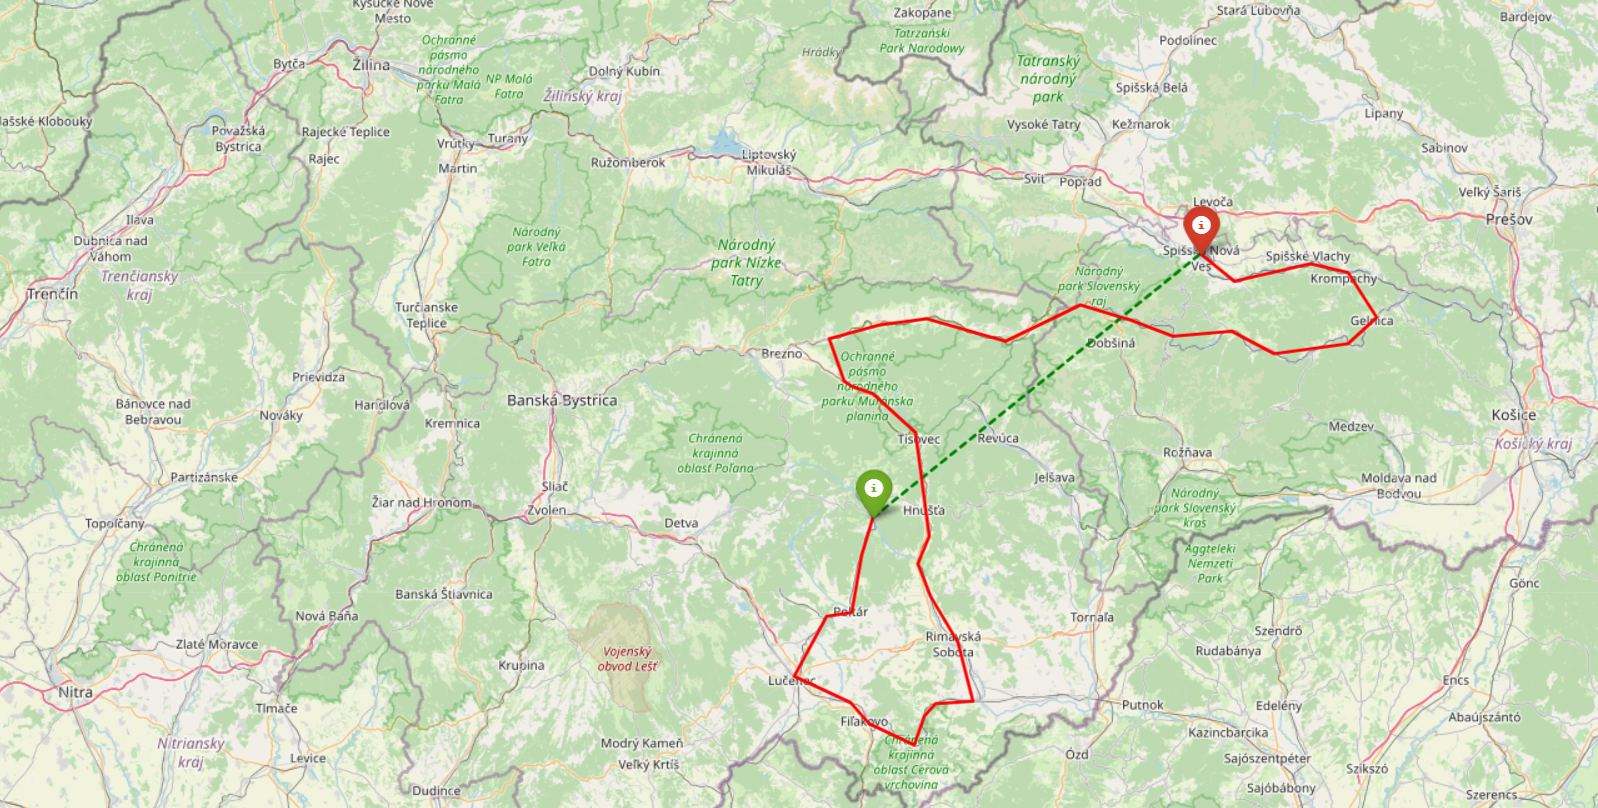 Kysucké Nové
Mesto
Zakopane
Stará Ľubovňa
Bardejov
Tatrzański
Park Narodowy
Podolínec
Ochranné
pásmo
národného
parku Malá
Fatra
Hrádky
Bytča
Žilina
NP Malá
Fatra
Dolný Kubín
Tatranský
národný
park
Spišská Belá
Žilinský kraj
Lipany
Považská
Bystrica
Rajecké Teplice
Vrútky
Turany
Vysoké Tatry
Kežmarok
Sabinov
Rajec
Martin
Ružomberok
Liptovský
Mikuláš
Svit
Poprad
Veľký Šariš
Levoča
Prešov
Ilava
Dubnica nad
Váhom
Národný
park Veľká
Fatra
Národný
park Nízke
Tatry
Spišské Vlachy
Krompachy
Trenčiansky
kraj
Trenčín
Národný
park Slovenský
raj
Turčianske
Teplice
Gelnica
Dobšiná
Brezno
Ochranné
pásmo
národného
parku Muránska
planina
Prievidza
Bánovce nad
Bebravou
Nováky
Handlová
Kremnica
Banská Bystrica
Košice
Medzev
Košický kraj
Chránená
krajinná
oblasť Poľana
Tisovec
Revúca
Rožňava
Partizánske
Jelšava
Moldava nad
Bodvou
Sliač
Žiar nad Hronom
Zvolen
Národný
park Slovenský
kras
Hnúšťa
Topoľčany
Detva
Chránená
krajinná
oblasť Ponitrie
Aggteleki
Nemzeti
Park
Gönc
Banská Štiavnica
Nová Baňa
Poltár
Tornaľa
Zlaté Moravce
Rimavská
Sobota
Szendrő
Vojenský
obvod Lešť
Krupina
Rudabánya
Lučenec
Nitra
Encs
Tlmače
Putnok
Edelény
Fiľakovo
Abaújszántó
Kazincbarcika
Nitriansky
kraj
Modrý Kameň
Chránená
krajinná
oblasť Cerová
vrchovina
Levice
Veľký Krtíš
Ózd
Sajószentpéter
Szikszó
Dudince
Sajóbábony
Szerencs